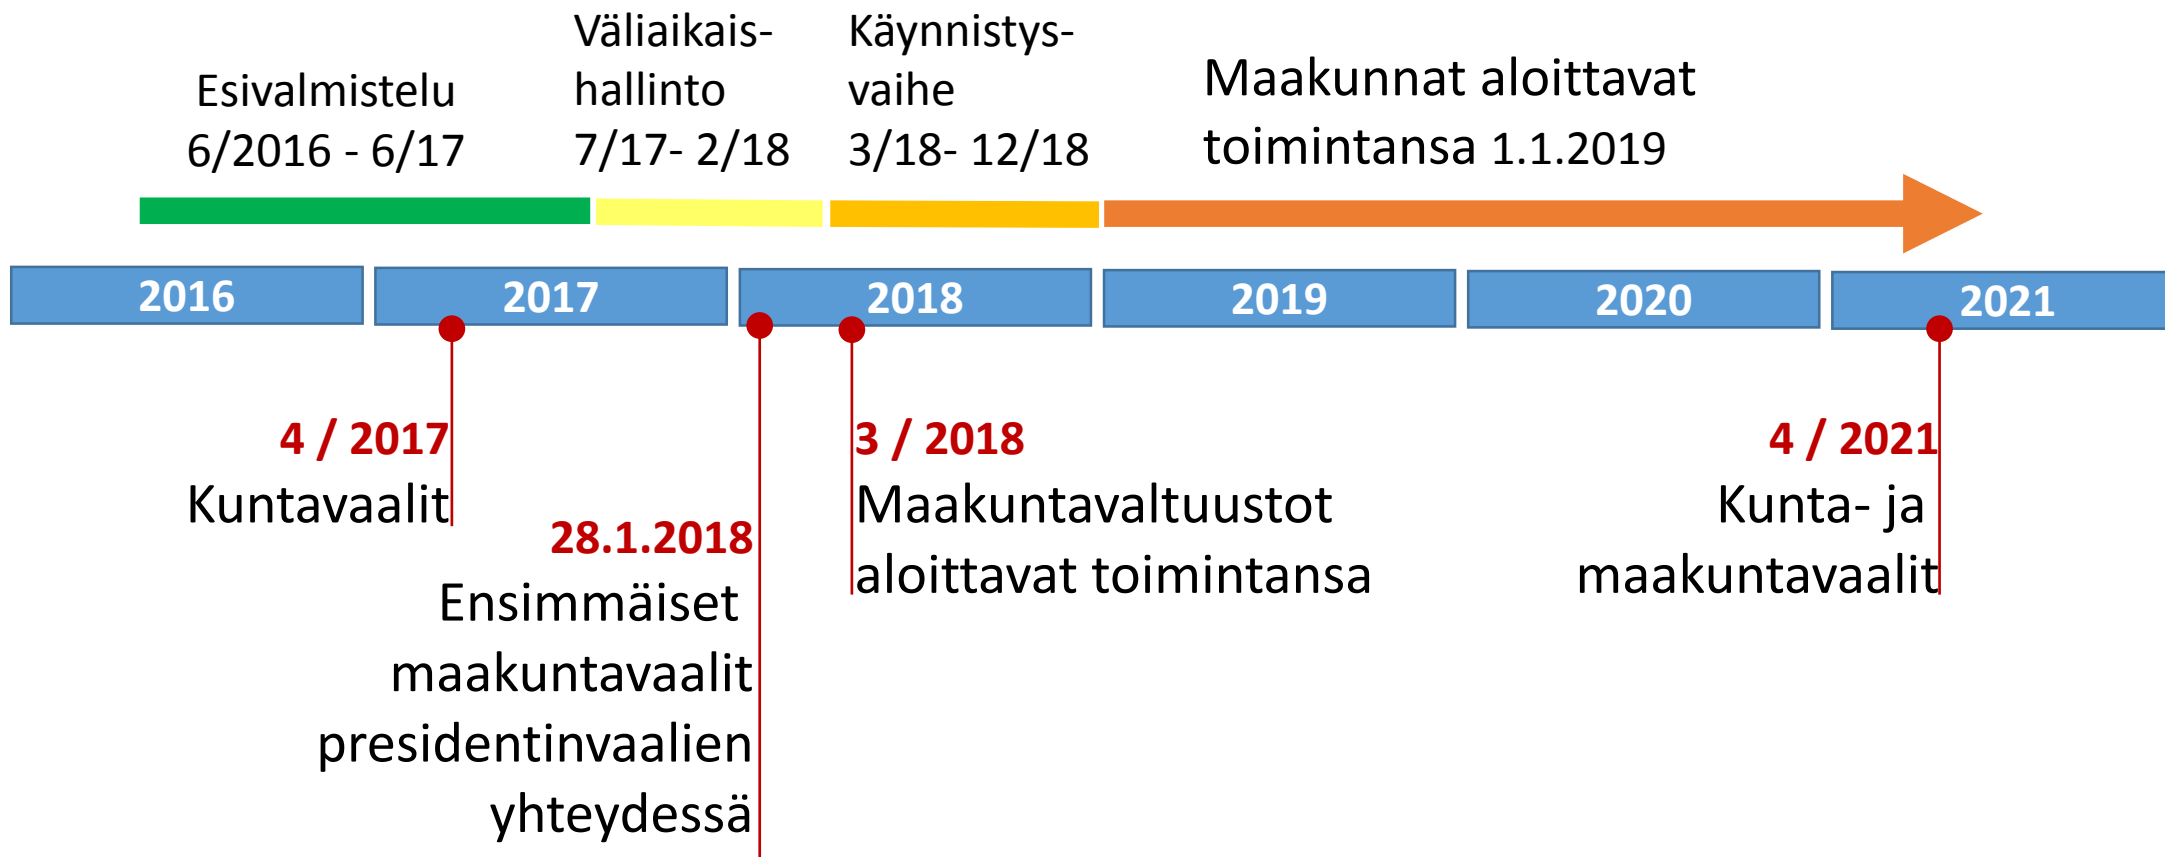 Esivalmistelu
6/2016 - 6/17
Väliaikais-
hallinto
7/17- 2/18
Käynnistys-
vaihe
3/18- 12/18
Maakunnat aloittavat
toimintansa 1.1.2019
2016
2017
2018
2019
2020
2021
4 / 2017
Kuntavaalit
28.1.2018
Ensimmäiset
maakuntavaalit
presidentinvaalien
yhteydessä
3 / 2018
Maakuntavaltuustot
aloittavat toimintansa
4 / 2021
Kunta- ja
maakuntavaalit